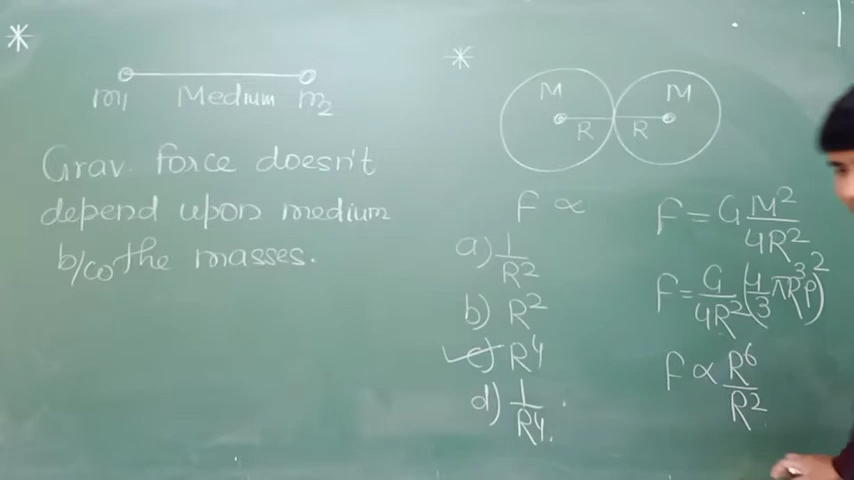 *
m1 Medium m2
Grav. force doesn't
depend upon medium
b/w the masses.
*
M M
R R
F ∝
a) 1/R²
b) R²
c) R⁴
d) 1/R⁴.
F = G M²/4R²
F = G/4R² (4/3 πR³ρ)²
F ∝ R⁶/R²